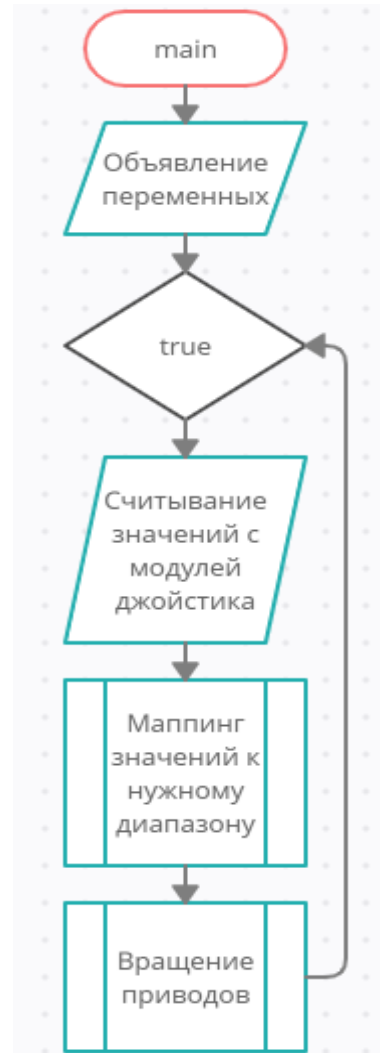 main
Объявление
переменных
true
Считывание
значений с
модулей
джойстика
Маппинг
значений к
нужному
диапазону
Вращение
приводов